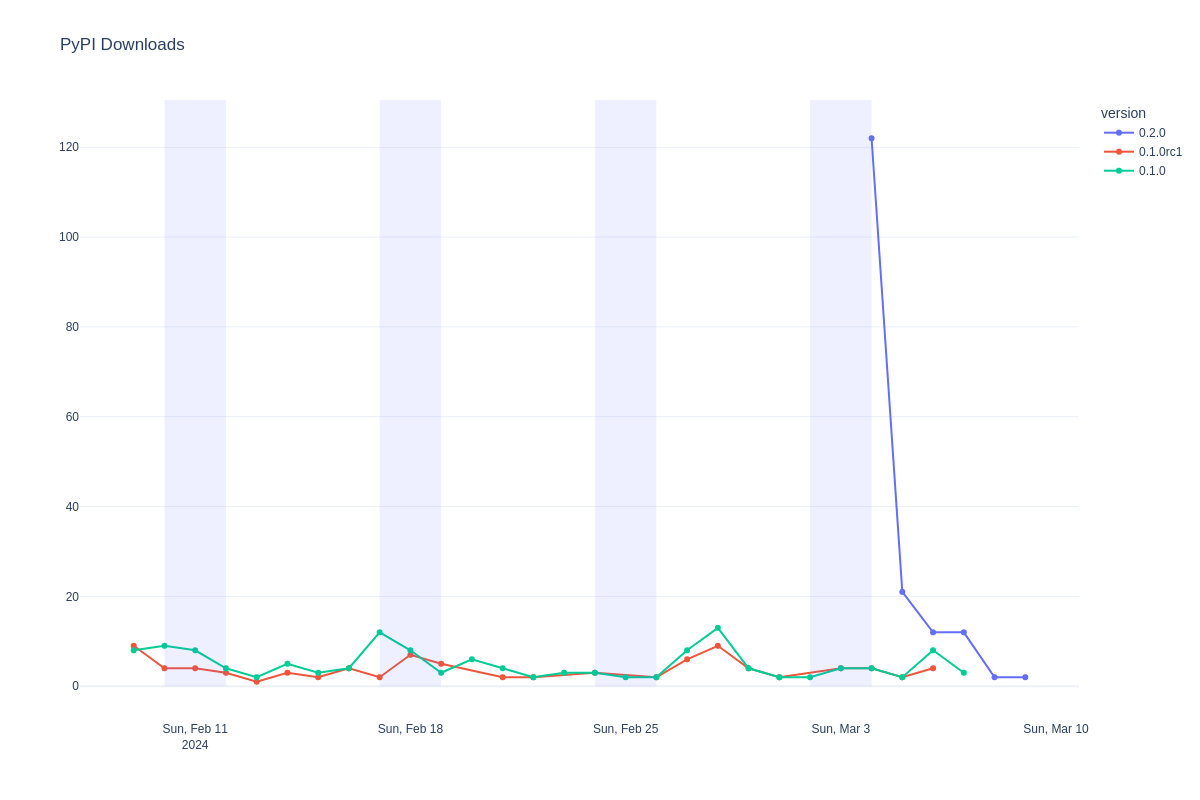 PyPI Downloads
version
0.2.0
0.1.0rc1
0.1.0
120
100
80
60
40
20
0
Sun, Feb 11
2024
Sun, Feb 18
Sun, Feb 25
Sun, Mar 3
Sun, Mar 10